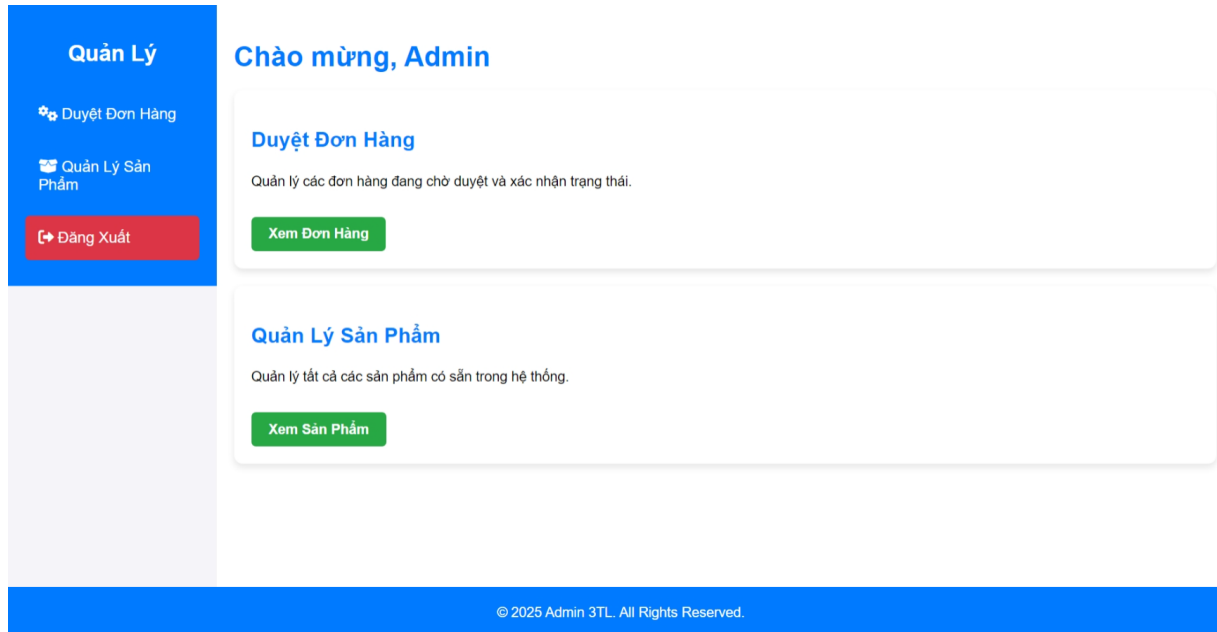 Quản Lý
Duyệt Đơn Hàng
Quản Lý Sản
Phẩm
Đăng Xuất
Chào mừng, Admin
Duyệt Đơn Hàng
Quản lý các đơn hàng đang chờ duyệt và xác nhận trạng thái.
Xem Đơn Hàng
Quản Lý Sản Phẩm
Quản lý tất cả các sản phẩm có sẵn trong hệ thống.
Xem Sản Phẩm
© 2025 Admin 3TL. All Rights Reserved.